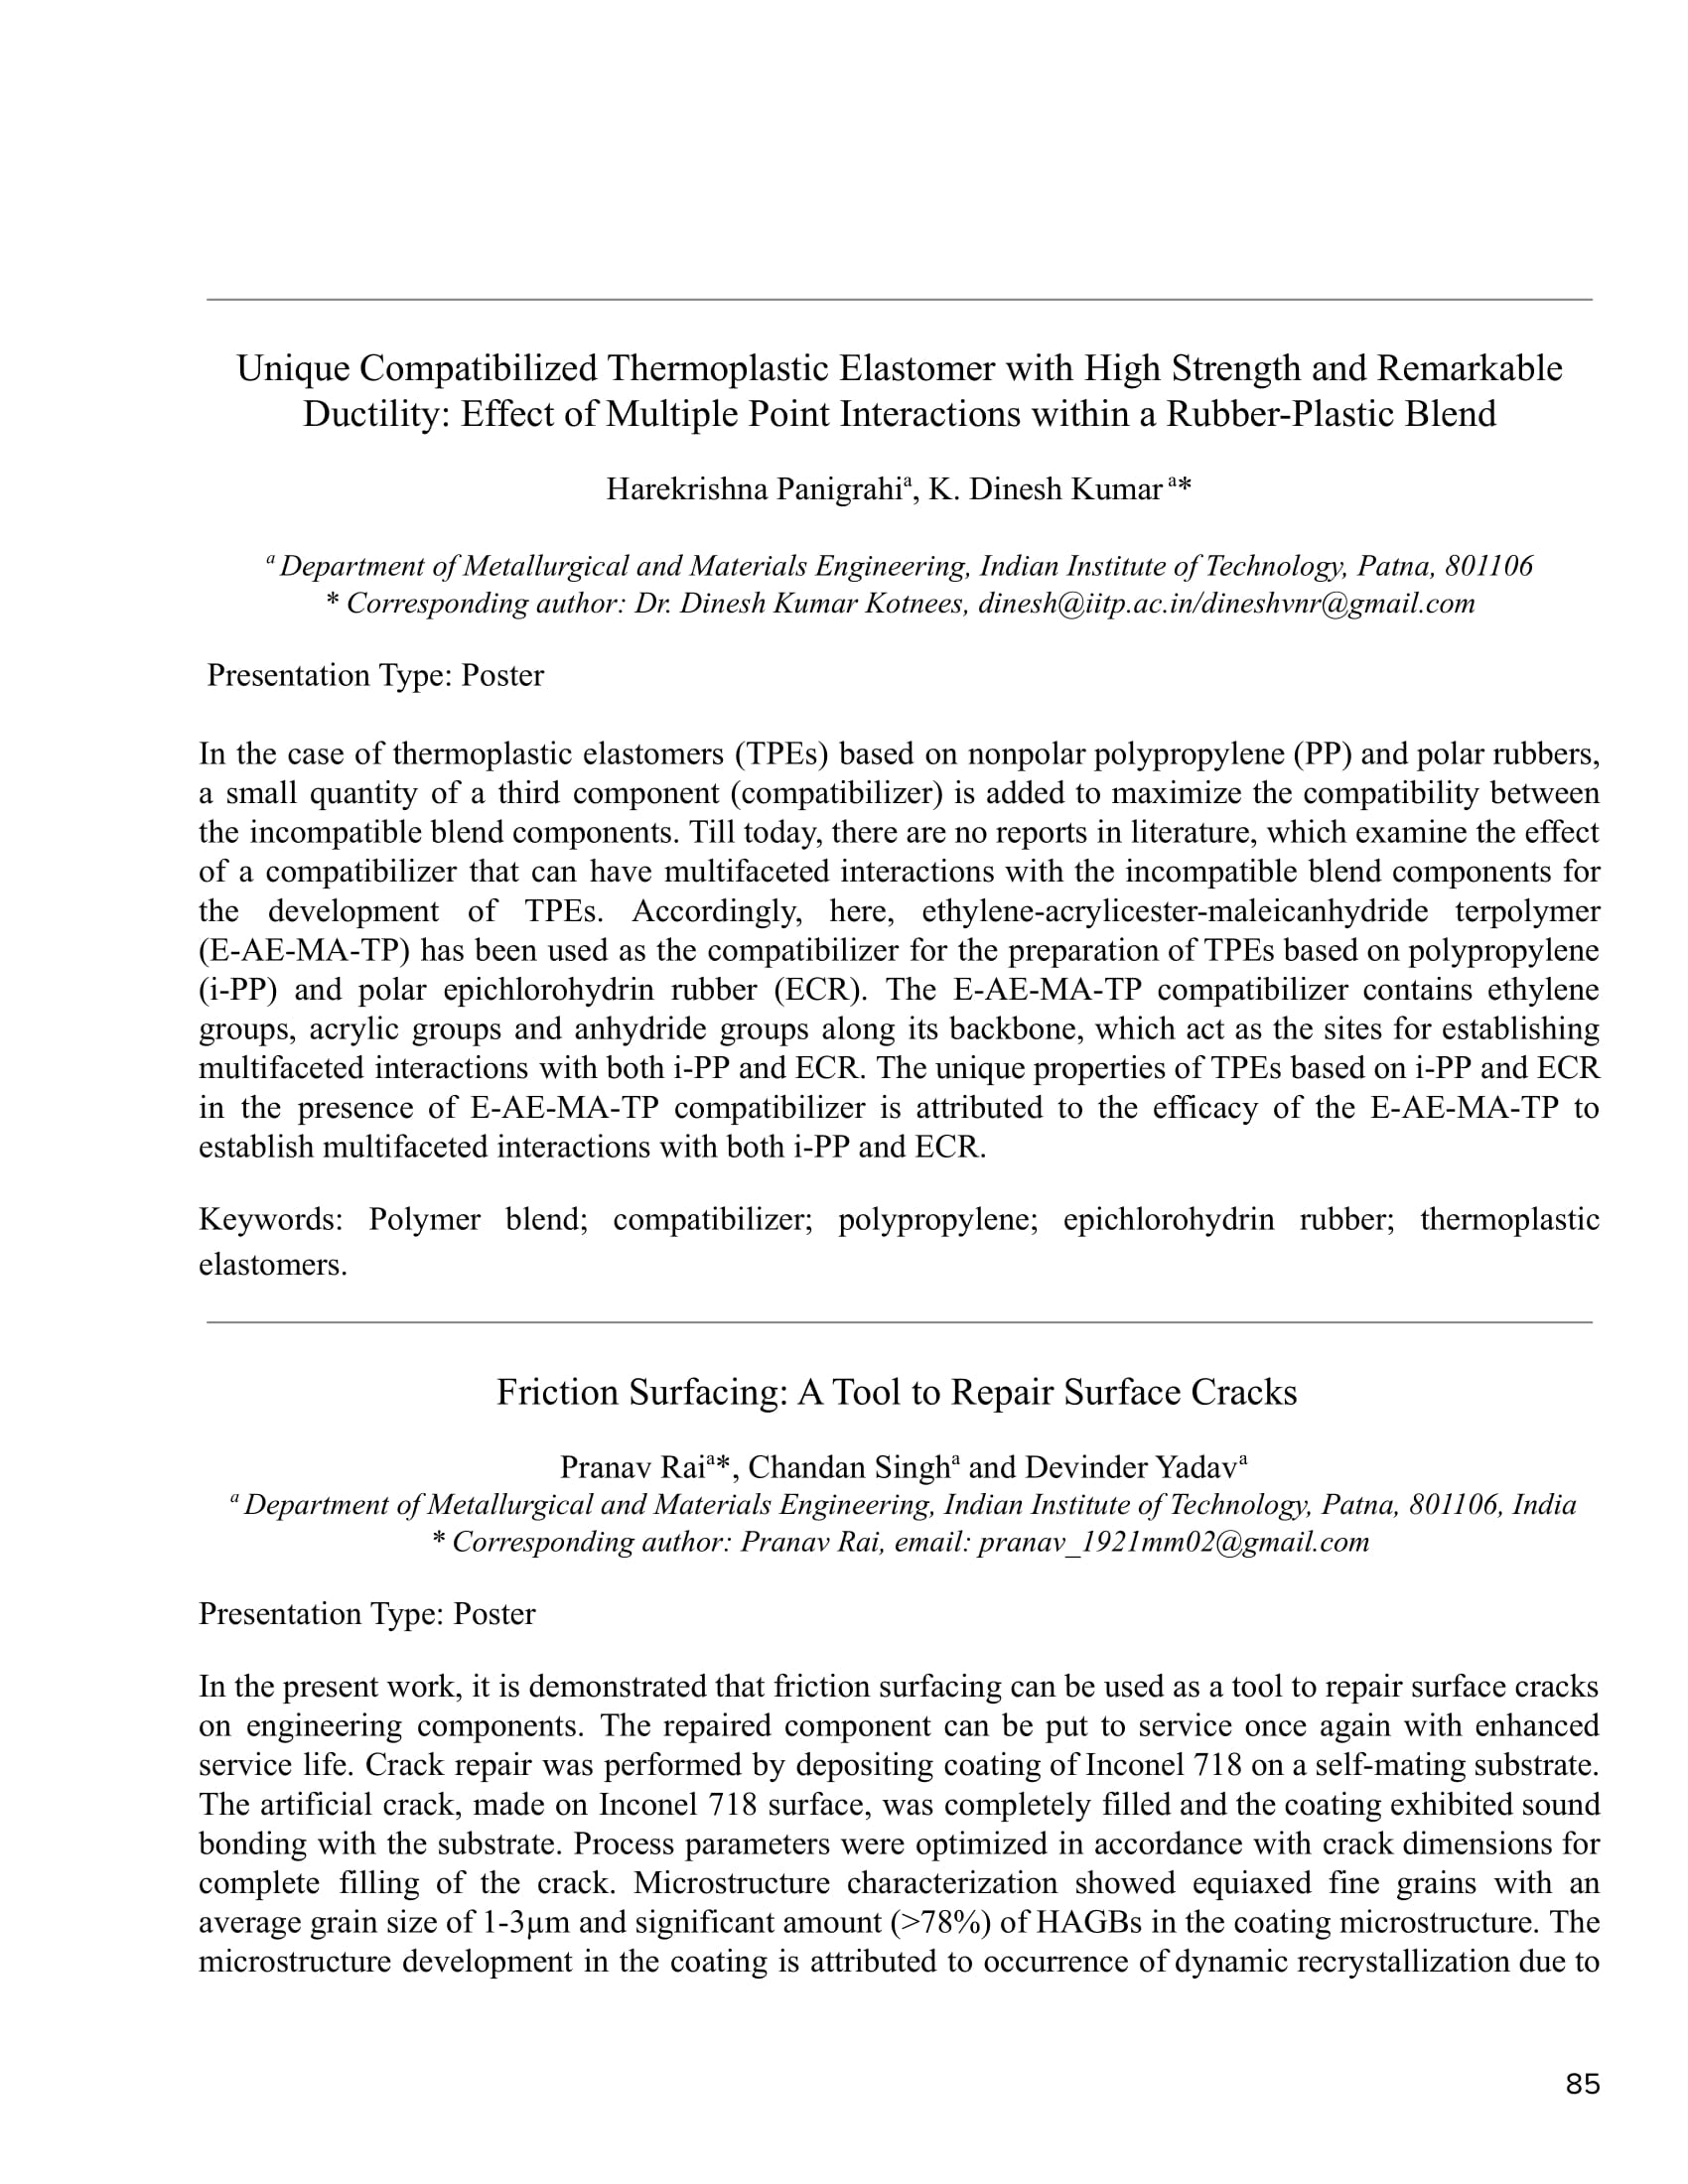 Unique Compatibilized Thermoplastic Elastomer with High Strength and Remarkable
Ductility: Effect of Multiple Point Interactions within a Rubber-Plastic Blend
Harekrishna Panigrahiᵃ, K. Dinesh Kumar ᵃ*
ᵃ Department of Metallurgical and Materials Engineering, Indian Institute of Technology, Patna, 801106
* Corresponding author: Dr. Dinesh Kumar Kotnees, dinesh@iitp.ac.in/dineshvnr@gmail.com
Presentation Type: Poster
In the case of thermoplastic elastomers (TPEs) based on nonpolar polypropylene (PP) and polar rubbers,
a small quantity of a third component (compatibilizer) is added to maximize the compatibility between
the incompatible blend components. Till today, there are no reports in literature, which examine the effect
of a compatibilizer that can have multifaceted interactions with the incompatible blend components for
the development of TPEs. Accordingly, here, ethylene-acrylicester-maleicanhydride terpolymer
(E-AE-MA-TP) has been used as the compatibilizer for the preparation of TPEs based on polypropylene
(i-PP) and polar epichlorohydrin rubber (ECR). The E-AE-MA-TP compatibilizer contains ethylene
groups, acrylic groups and anhydride groups along its backbone, which act as the sites for establishing
multifaceted interactions with both i-PP and ECR. The unique properties of TPEs based on i-PP and ECR
in the presence of E-AE-MA-TP compatibilizer is attributed to the efficacy of the E-AE-MA-TP to
establish multifaceted interactions with both i-PP and ECR.
Keywords: Polymer blend; compatibilizer; polypropylene; epichlorohydrin rubber; thermoplastic
elastomers.
Friction Surfacing: A Tool to Repair Surface Cracks
Pranav Raiᵃ*, Chandan Singhᵃ and Devinder Yadavᵃ
ᵃ Department of Metallurgical and Materials Engineering, Indian Institute of Technology, Patna, 801106, India
* Corresponding author: Pranav Rai, email: pranav_1921mm02@gmail.com
Presentation Type: Poster
In the present work, it is demonstrated that friction surfacing can be used as a tool to repair surface cracks
on engineering components. The repaired component can be put to service once again with enhanced
service life. Crack repair was performed by depositing coating of Inconel 718 on a self-mating substrate.
The artificial crack, made on Inconel 718 surface, was completely filled and the coating exhibited sound
bonding with the substrate. Process parameters were optimized in accordance with crack dimensions for
complete filling of the crack. Microstructure characterization showed equiaxed fine grains with an
average grain size of 1-3µm and significant amount (>78%) of HAGBs in the coating microstructure. The
microstructure development in the coating is attributed to occurrence of dynamic recrystallization due to
85